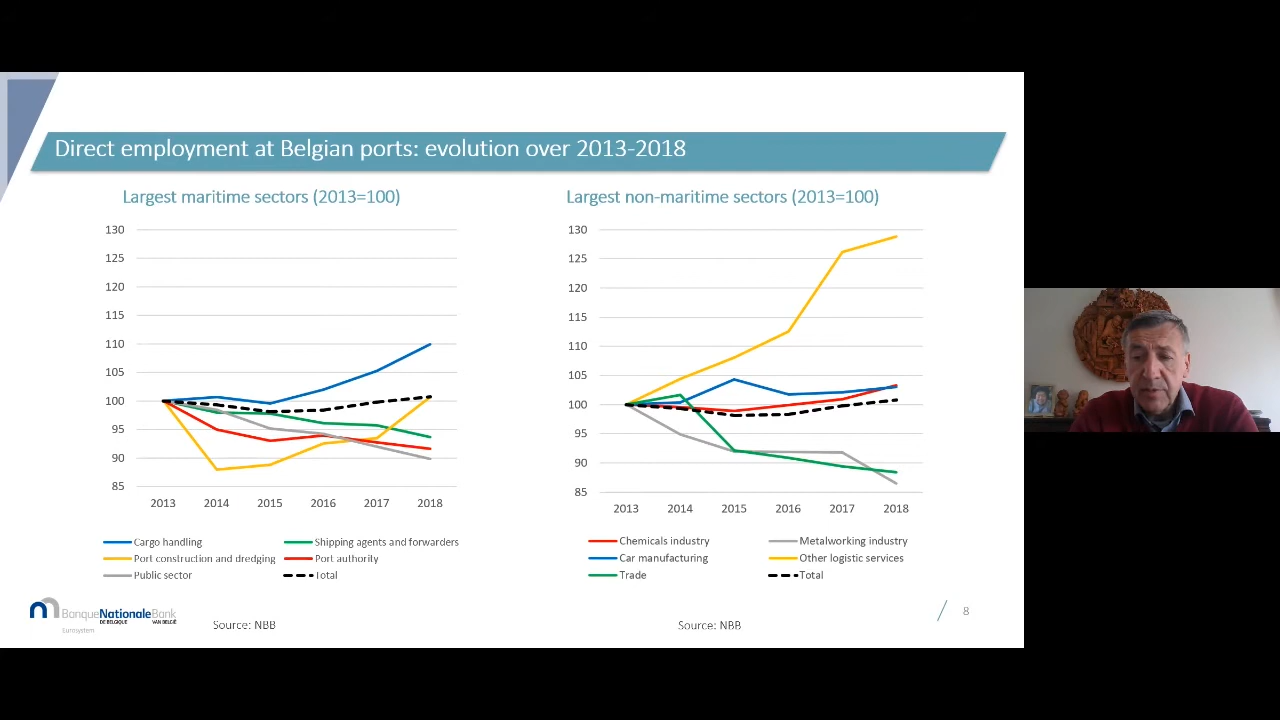 Direct employment at Belgian ports: evolution over 2013-2018
Largest maritime sectors (2013=100)
130
125
120
115
110
105
100
95
90
85
2013 2014 2015 2016 2017 2018
Cargo handling
Shipping agents and forwarders
Port construction and dredging
Port authority
Public sector
Total
Source: NBB
Largest non-maritime sectors (2013=100)
130
125
120
115
110
105
100
95
90
85
2013 2014 2015 2016 2017 2018
Chemicals industry
Metalworking industry
Car manufacturing
Other logistic services
Trade
Total
Source: NBB
BanqueNationaleBank
DE BELGIQUE VAN BELGIË
Eurosystem
8